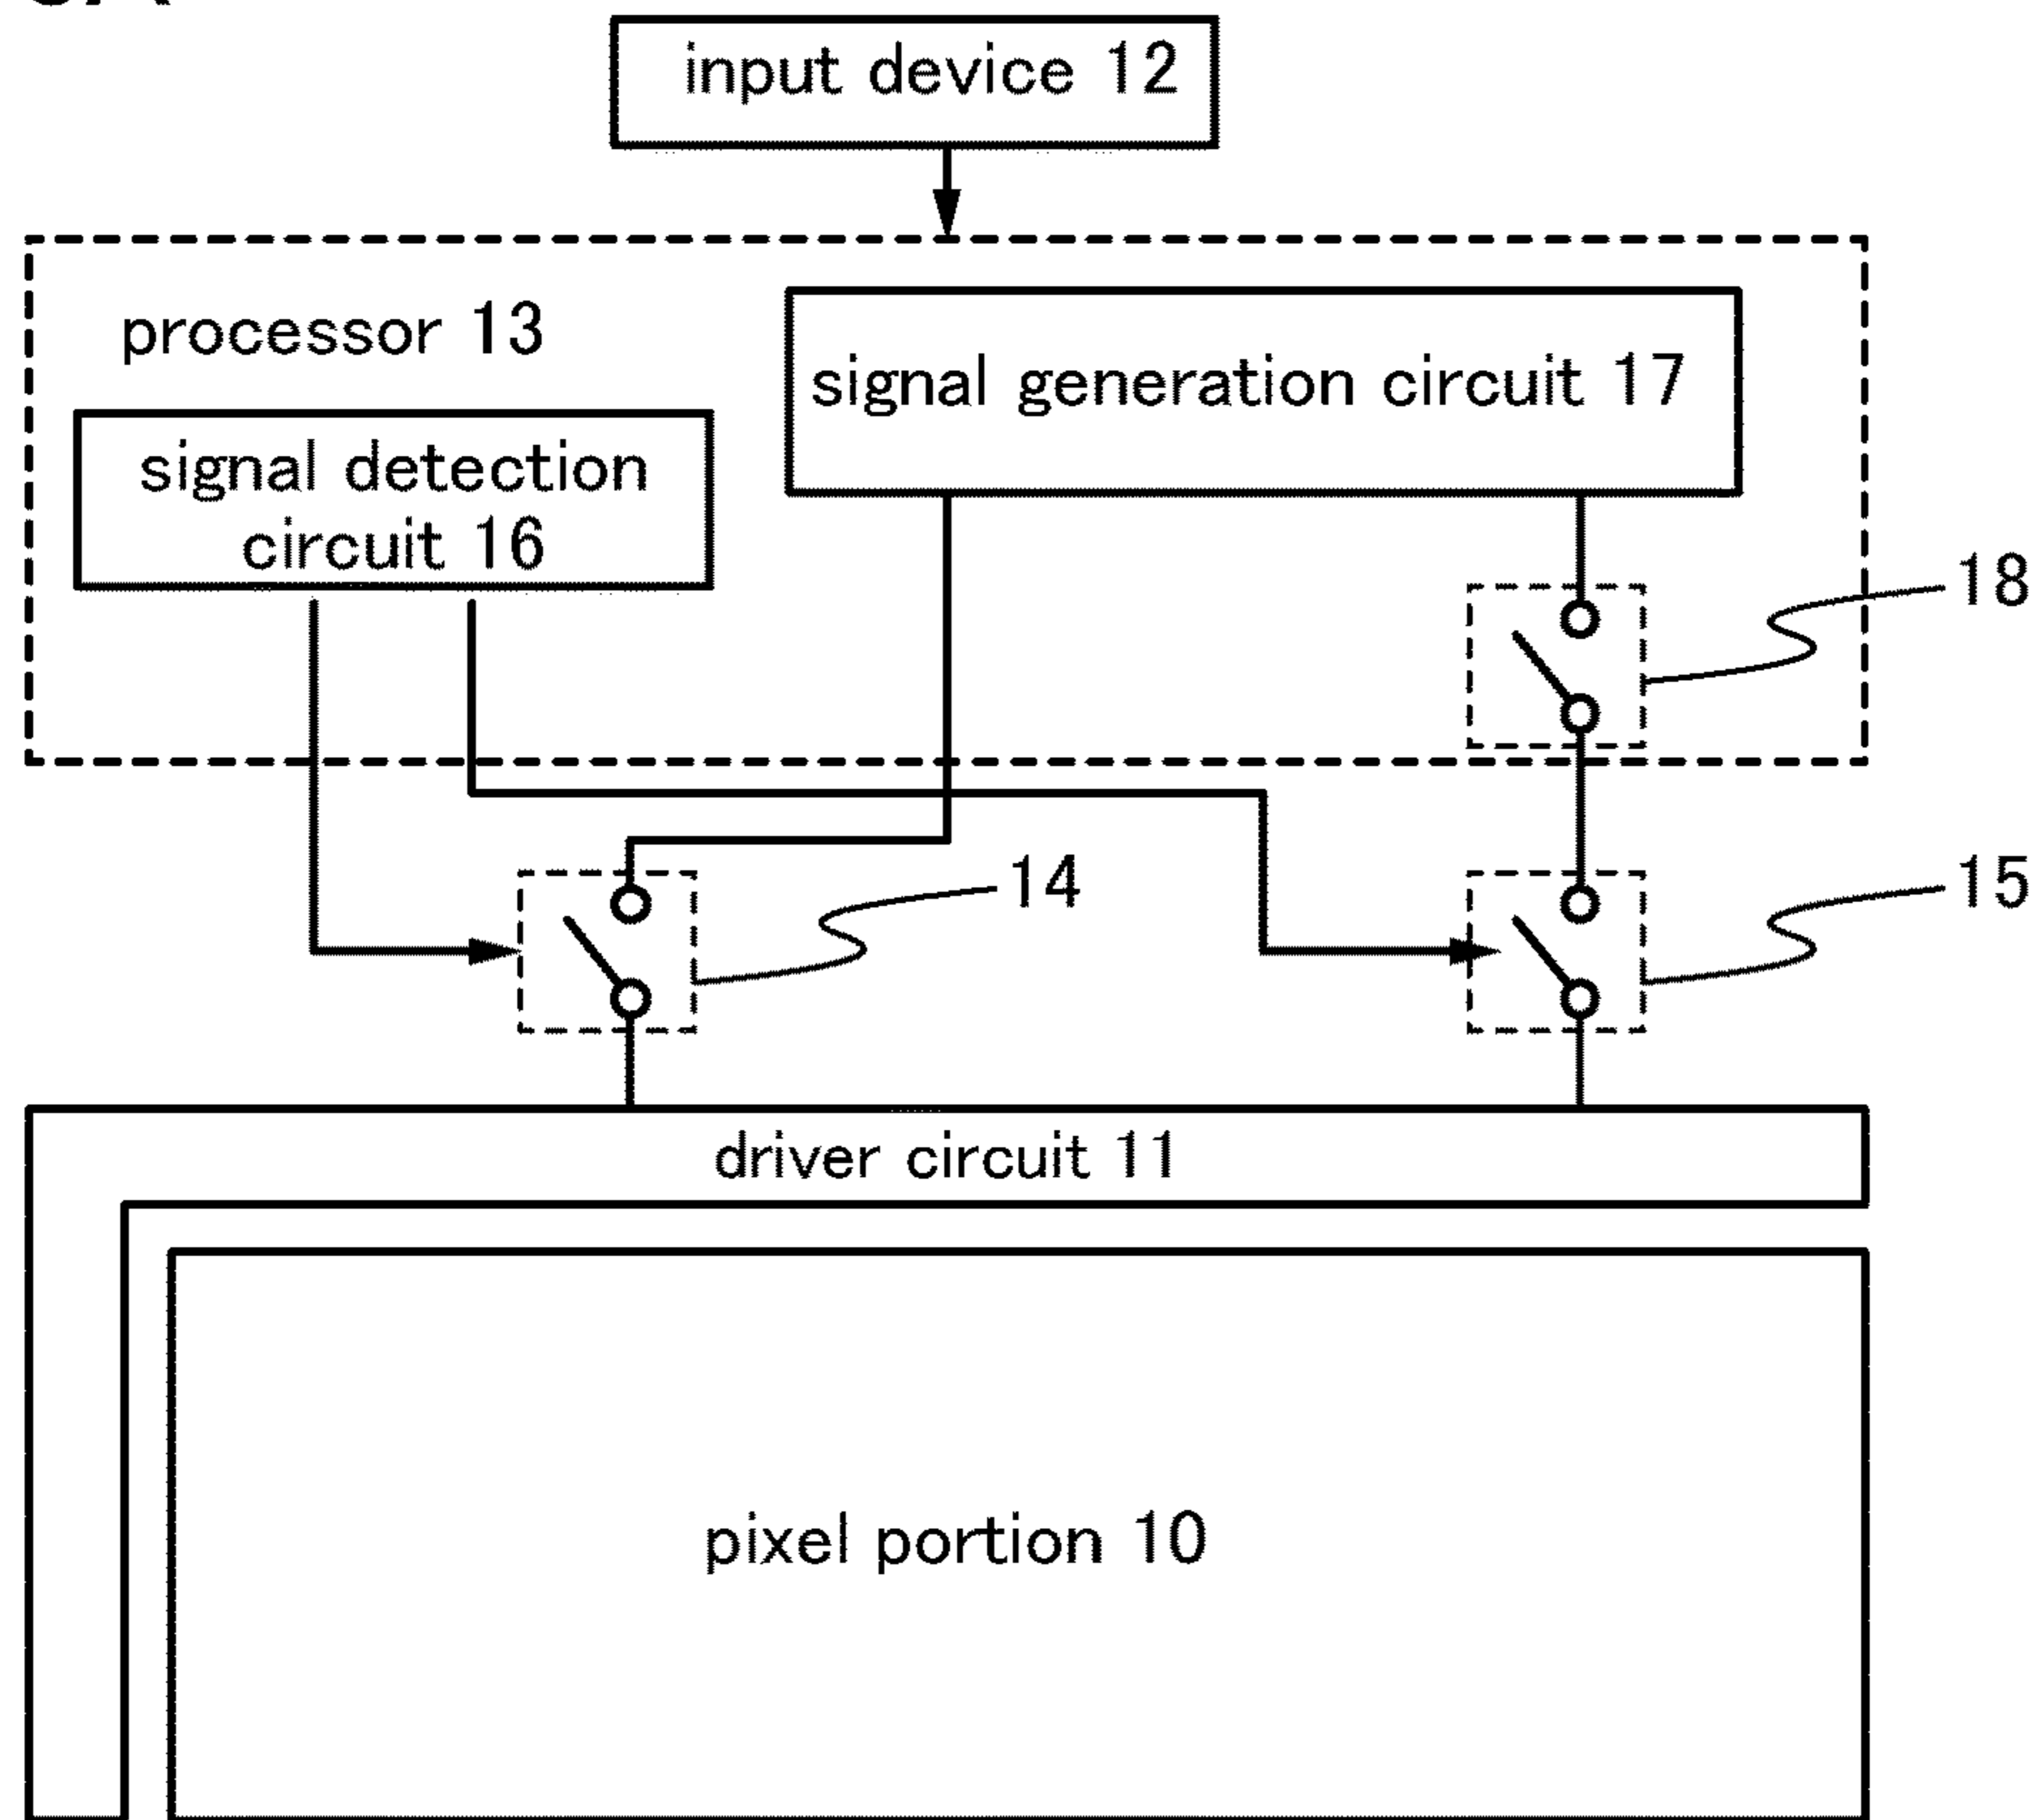 input device 12
processor 13
signal generation circuit 17
signal detection
circuit 16
18
14
15
driver circuit 11
pixel portion 10